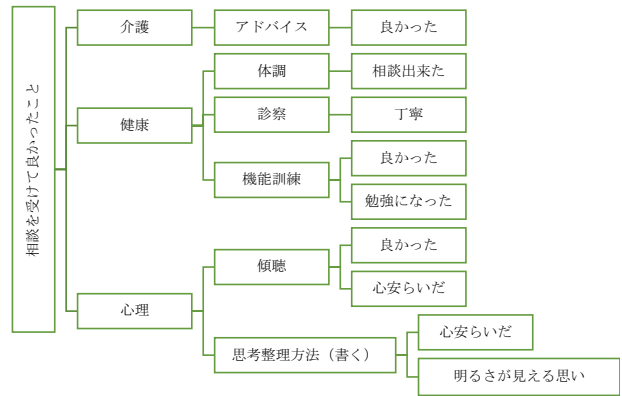 相談を受けて良かったこと
介護
アドバイス
良かった
健康
体調
相談出来た
診察
丁寧
機能訓練
良かった
勉強になった
心理
傾聴
良かった
心安らいだ
思考整理方法（書く）
心安らいだ
明るさが見える思い